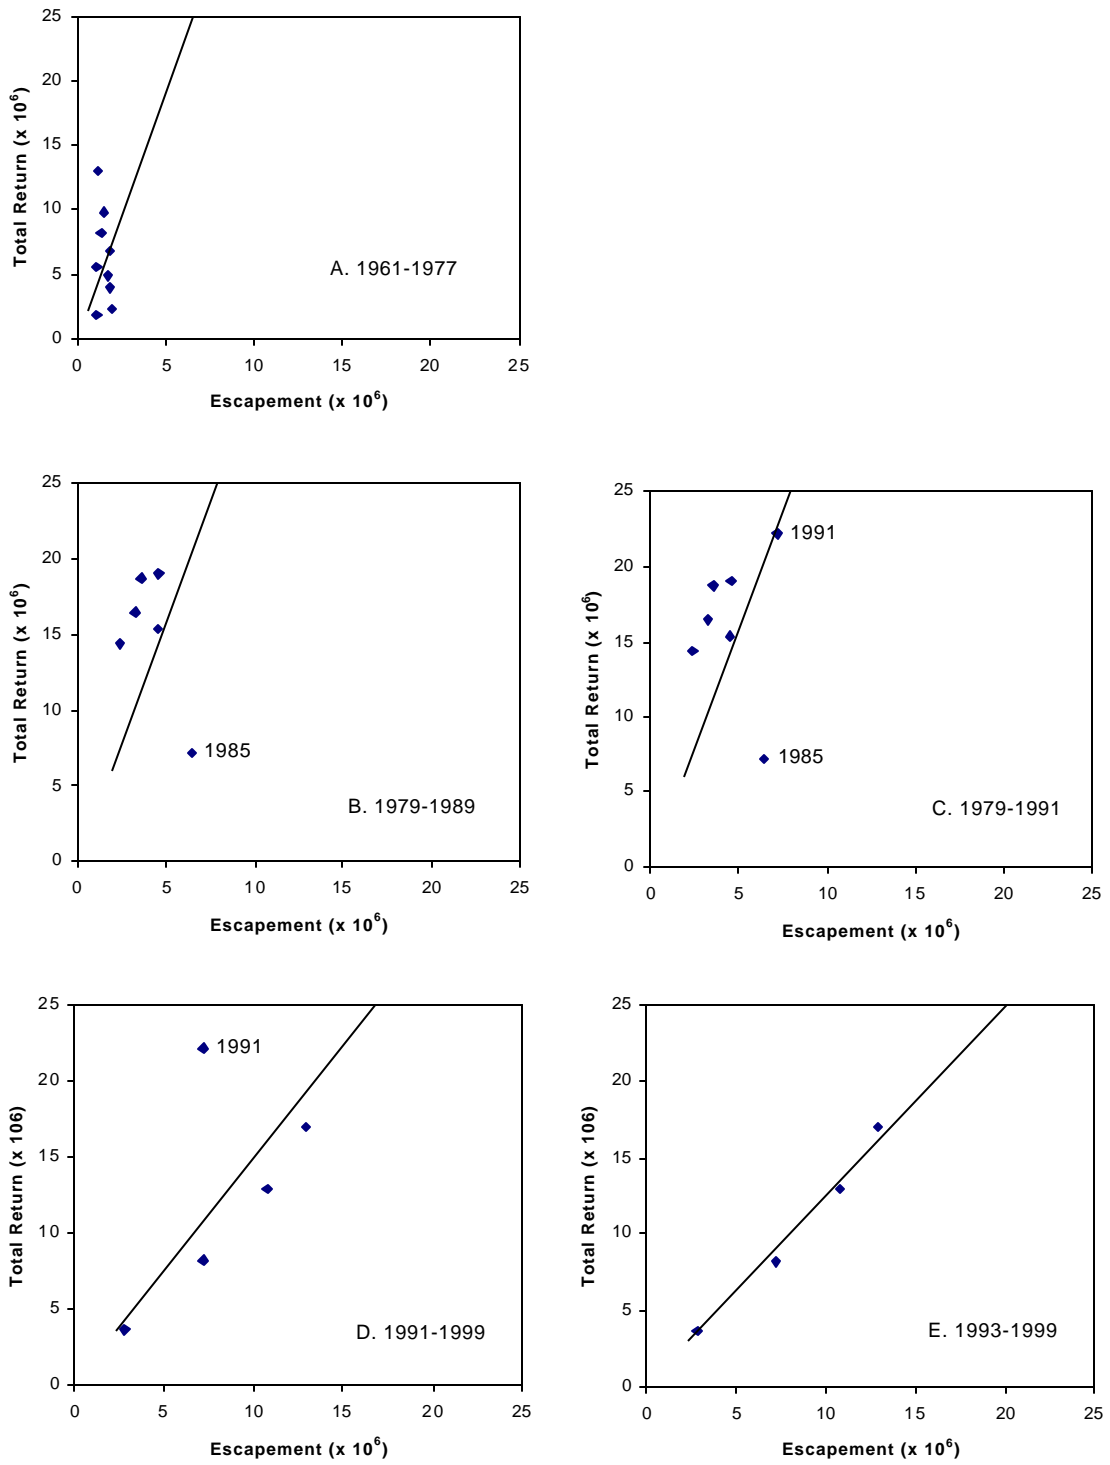 25
20
15
10
5
0
Total Return (x 10⁶)
A. 1961-1977
0 5 10 15 20 25
Escapement (x 10⁶)
25
20
15
10
5
0
Total Return (x 10⁶)
1985
B. 1979-1989
0 5 10 15 20 25
Escapement (x 10⁶)
25
20
15
10
5
0
Total Return (x 10⁶)
1991
1985
C. 1979-1991
0 5 10 15 20 25
Escapement (x 10⁶)
25
20
15
10
5
0
Total Return (x 106)
1991
D. 1991-1999
0 5 10 15 20 25
Escapement (x 10⁶)
25
20
15
10
5
0
Total Return (x 106)
E. 1993-1999
0 5 10 15 20 25
Escapement (x 10⁶)